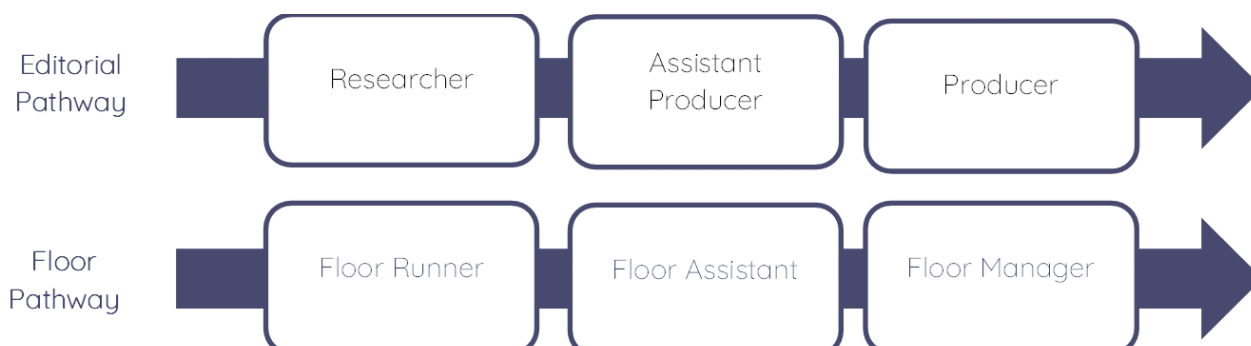 Editorial
Pathway
Researcher
Assistant
Producer
Producer
Floor
Pathway
Floor Runner
Floor Assistant
Floor Manager